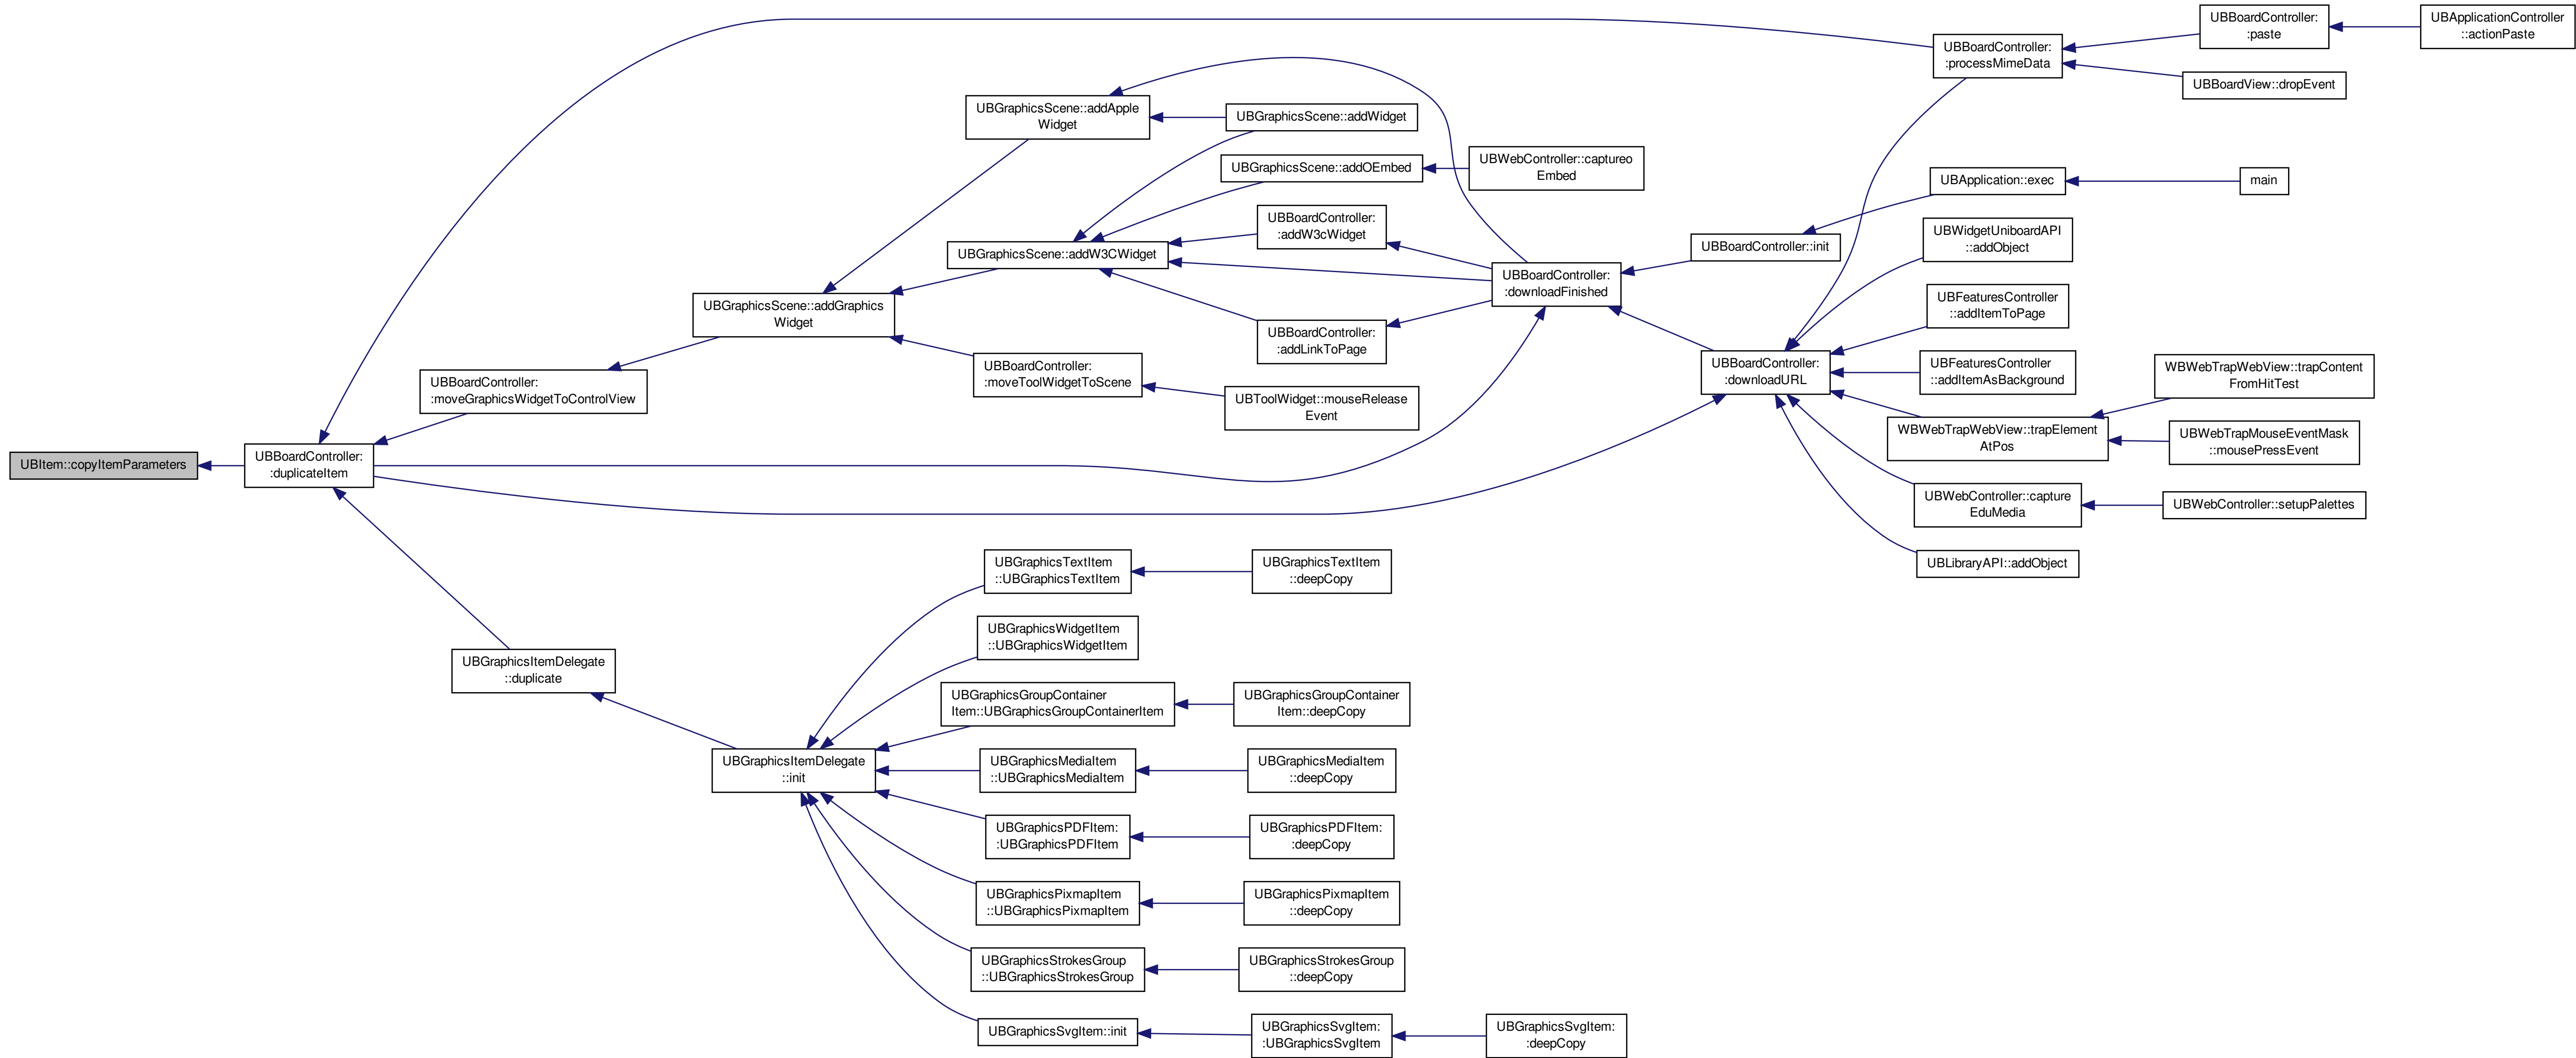 UBBoardController:
:paste
UBApplicationController
::actionPaste
UBBoardController:
:processMimeData
UBBoardView::dropEvent
UBGraphicsScene::addApple
Widget
UBGraphicsScene::addWidget
UBGraphicsScene::addOEmbed
UBWebController::captureo
Embed
UBApplication::exec
main
UBBoardController:
:addW3cWidget
UBWidgetUniboardAPI
::addObject
UBGraphicsScene::addW3CWidget
UBBoardController::init
UBBoardController:
:downloadFinished
UBFeaturesController
::addItemToPage
UBGraphicsScene::addGraphics
Widget
UBBoardController:
:addLinkToPage
UBBoardController:
:moveToolWidgetToScene
UBBoardController:
:downloadURL
UBFeaturesController
::addItemAsBackground
WBWebTrapWebView::trapContent
FromHitTest
UBBoardController:
:moveGraphicsWidgetToControlView
UBToolWidget::mouseRelease
Event
WBWebTrapWebView::trapElement
AtPos
UBWebTrapMouseEventMask
::mousePressEvent
UBItem::copyItemParameters
UBBoardController:
:duplicateItem
UBWebController::capture
EduMedia
UBWebController::setupPalettes
UBLibraryAPI::addObject
UBGraphicsTextItem
::UBGraphicsTextItem
UBGraphicsTextItem
::deepCopy
UBGraphicsWidgetItem
::UBGraphicsWidgetItem
UBGraphicsItemDelegate
::duplicate
UBGraphicsGroupContainer
Item::UBGraphicsGroupContainerItem
UBGraphicsGroupContainer
Item::deepCopy
UBGraphicsItemDelegate
::init
UBGraphicsMediaItem
::UBGraphicsMediaItem
UBGraphicsMediaItem
::deepCopy
UBGraphicsPDFItem:
:UBGraphicsPDFItem
UBGraphicsPDFItem:
:deepCopy
UBGraphicsPixmapItem
::UBGraphicsPixmapItem
UBGraphicsPixmapItem
::deepCopy
UBGraphicsStrokesGroup
::UBGraphicsStrokesGroup
UBGraphicsStrokesGroup
::deepCopy
UBGraphicsSvgItem::init
UBGraphicsSvgItem:
:UBGraphicsSvgItem
UBGraphicsSvgItem:
:deepCopy